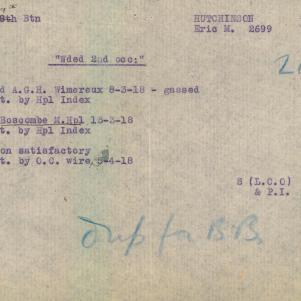 8th Btn
HUTCHINSON
Eric M. 2699
"Wded 2nd occ:"
d A.G.H. Wimereux 8-3-18 - gassed
t. by Hpl Index
Boscombe M.Hpl 13-3-18
t. by Hpl Index
on satisfactory
t. by O.C. wire, 5-4-18
S (L.C.O)
& P.I.
dup for B.B.